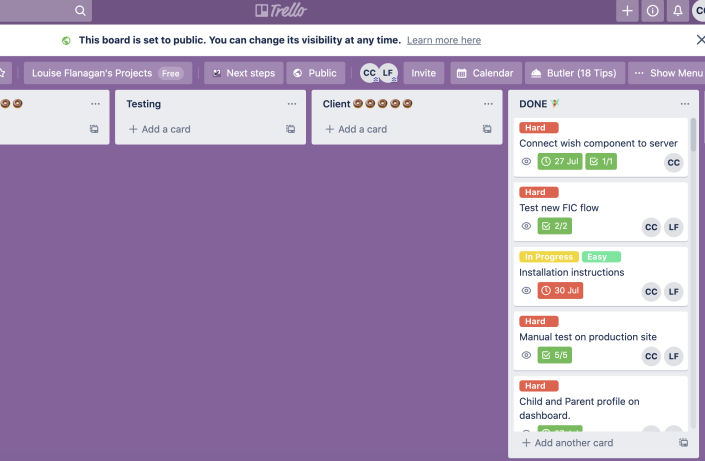 Trello
CC
This board is set to public. You can change its visibility at any time. Learn more here
Louise Flanagan's Projects Free
Next steps
Public
CC LF
Invite
Calendar
Butler (18 Tips)
... Show Menu
Testing
+ Add a card
Client
+ Add a card
DONE
Hard
Connect wish component to server
27 Jul 1/1
CC
Hard
Test new FIC flow
2/2
CC LF
In Progress Easy
Installation instructions
30 Jul
CC LF
Hard
Manual test on production site
5/5
CC LF
Hard
Child and Parent profile on
dashboard.
+ Add another card